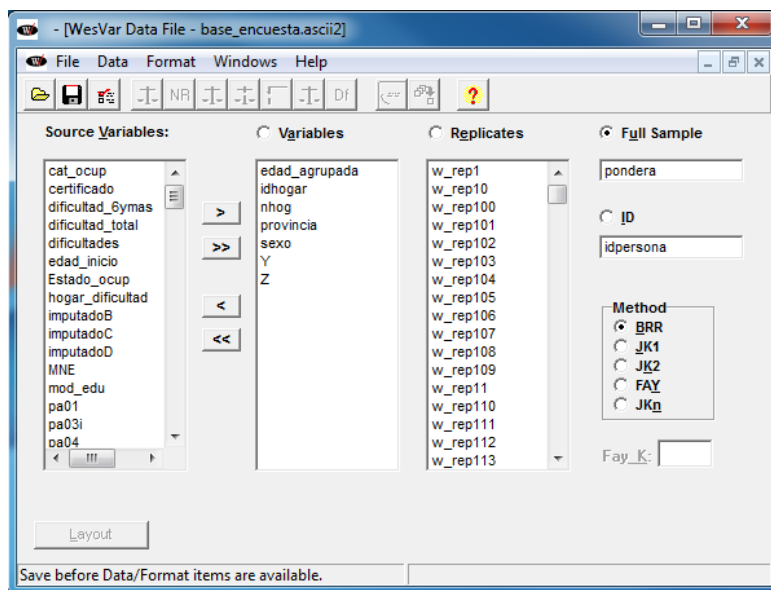 - [WesVar Data File - base_encuesta.ascii2]
File Data Format Windows Help
NR Df ?
Source Variables:
cat_ocup
certificado
dificultad_6ymas
dificultad_total
dificultades
edad_inicio
Estado_ocup
hogar_dificultad
imputadoB
imputadoC
imputadoD
MNE
mod_edu
pa01
pa03i
pa04
>
>>
<
<<
Variables
edad_agrupada
idhogar
nhog
provincia
sexo
Y
Z
Replicates
w_rep1
w_rep10
w_rep100
w_rep101
w_rep102
w_rep103
w_rep104
w_rep105
w_rep106
w_rep107
w_rep108
w_rep109
w_rep11
w_rep110
w_rep111
w_rep112
w_rep113
Full Sample
pondera
ID
idpersona
Method
BRR
JK1
JK2
FAY
JKn
Fay_K:
Layout
Save before Data/Format items are available.